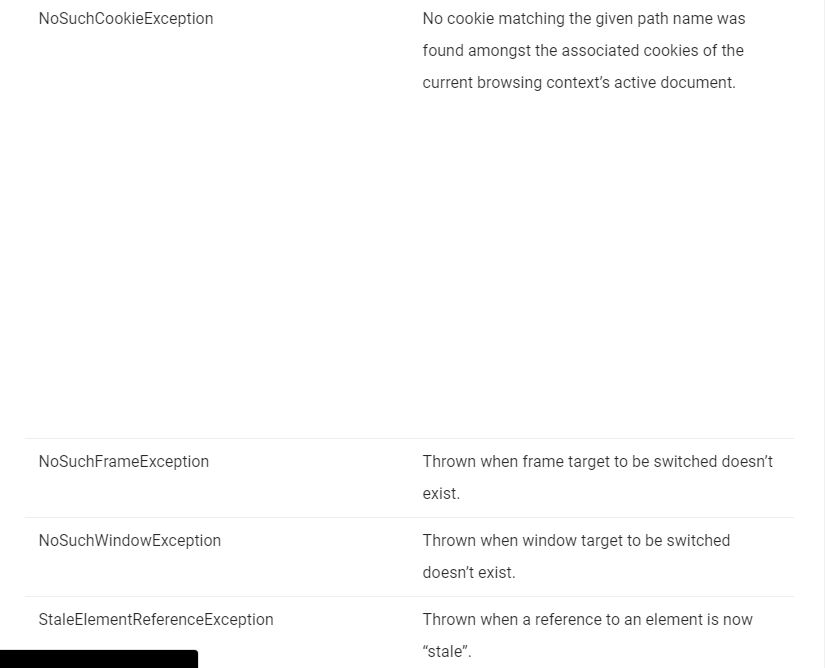 NoSuchCookieException
No cookie matching the given path name was
found amongst the associated cookies of the
current browsing context’s active document.
NoSuchFrameException
Thrown when frame target to be switched doesn’t
exist.
NoSuchWindowException
Thrown when window target to be switched
doesn’t exist.
StaleElementReferenceException
Thrown when a reference to an element is now
“stale”.